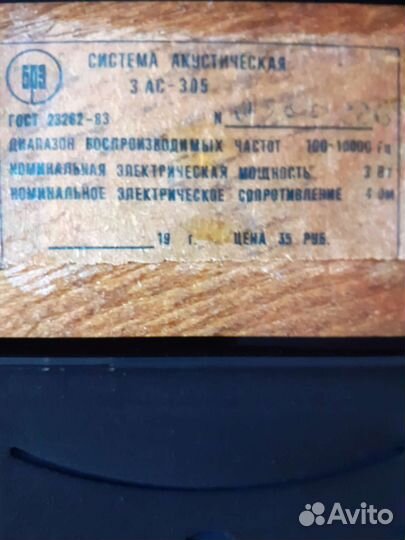 БОЗ
СИСТЕМА АКУСТИЧЕСКАЯ
3 АС-305
ГОСТ 23262-83 N
ДИАПАЗОН ВОСПРОИЗВОДИМЫХ ЧАСТОТ 100-10000 Гц
НОМИНАЛЬНАЯ ЭЛЕКТРИЧЕСКАЯ МОЩНОСТЬ 3 Вт
НОМИНАЛЬНОЕ ЭЛЕКТРИЧЕСКОЕ СОПРОТИВЛЕНИЕ 4 Ом
19 г. ЦЕНА 35 РУБ.
Avito